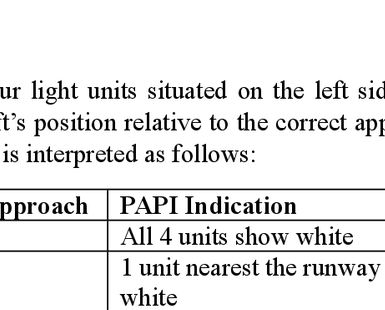 ur light units situated on the left sid
ft's position relative to the correct app
is interpreted as follows:
pproach PAPI Indication
All 4 units show white
1 unit nearest the runway
white